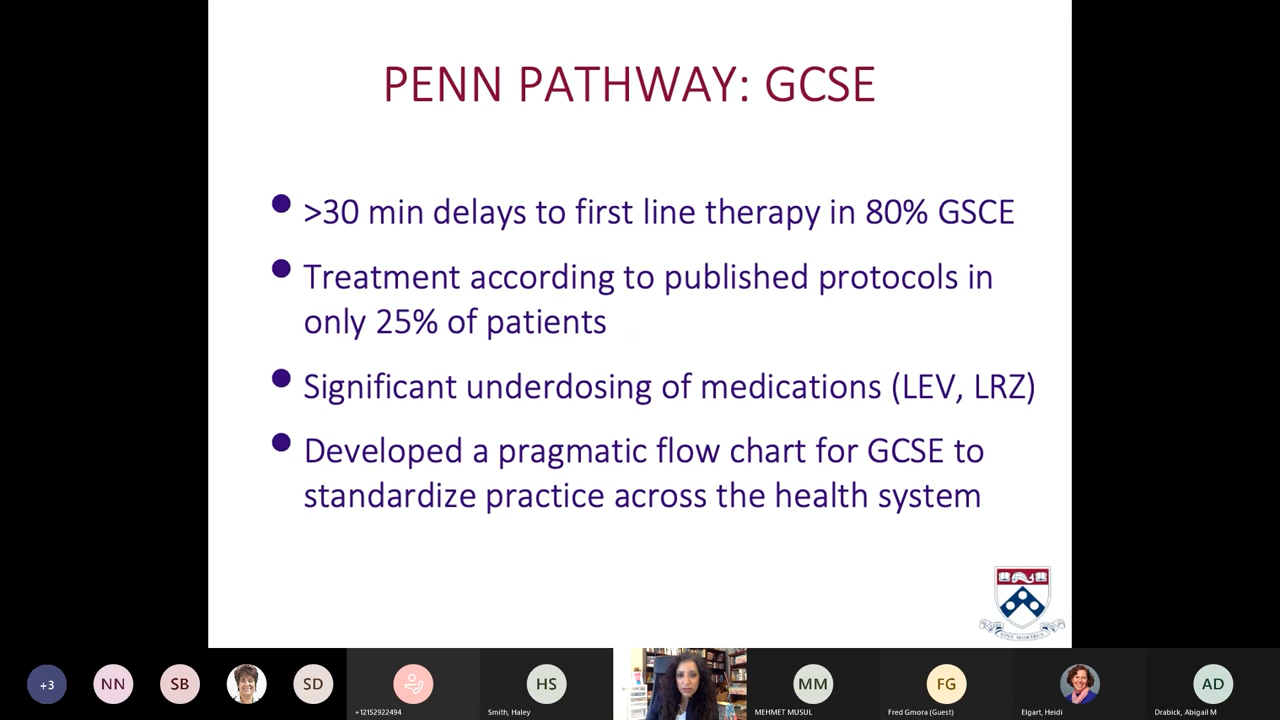 PENN PATHWAY: GCSE
>30 min delays to first line therapy in 80% GSCE
Treatment according to published protocols in
only 25% of patients
Significant underdosing of medications (LEV, LRZ)
Developed a pragmatic flow chart for GCSE to
standardize practice across the health system
+3
NN
SB
SD
HS
MM
FG
AD
+12152922494
Smith, Haley
MEHMET MUSUL
Fred Gmora (Guest)
Elgart, Heidi
Drabick, Abigail M